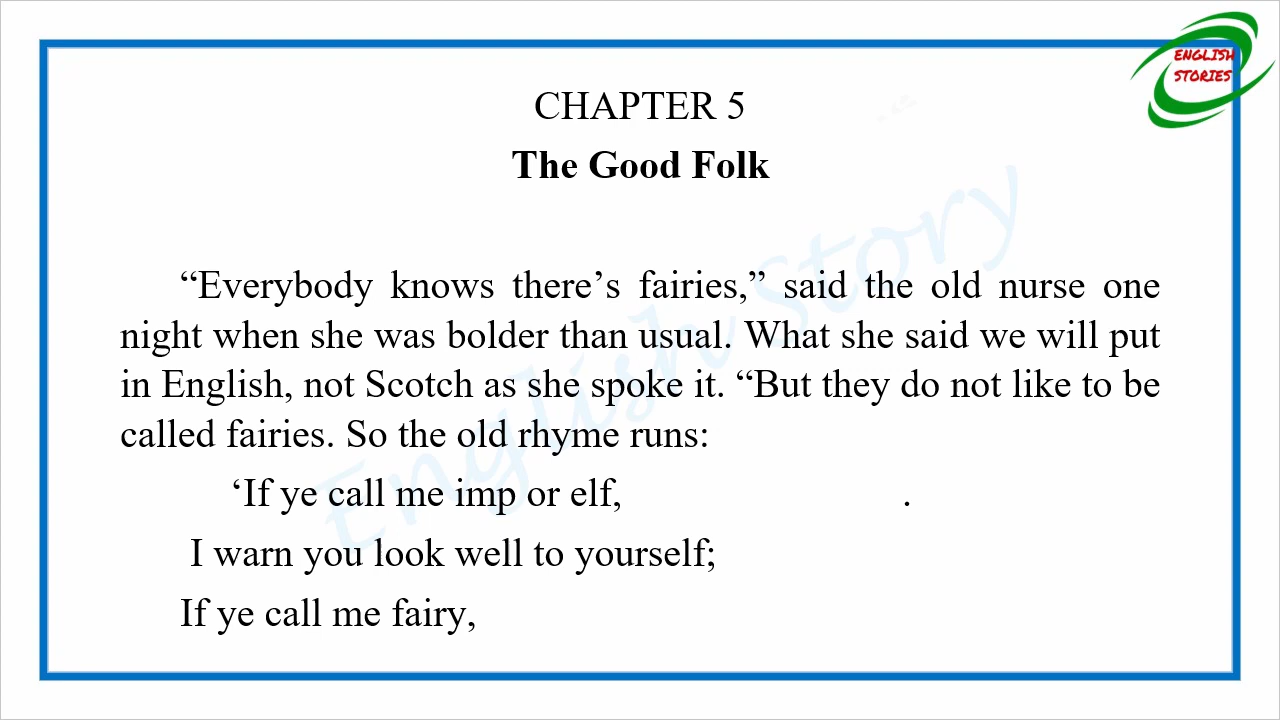 ENGLISH
STORIES
CHAPTER 5
The Good Folk
“Everybody knows there’s fairies,” said the old nurse one
night when she was bolder than usual. What she said we will put
in English, not Scotch as she spoke it. “But they do not like to be
called fairies. So the old rhyme runs:
‘If ye call me imp or elf, .
I warn you look well to yourself;
If ye call me fairy,
English Story